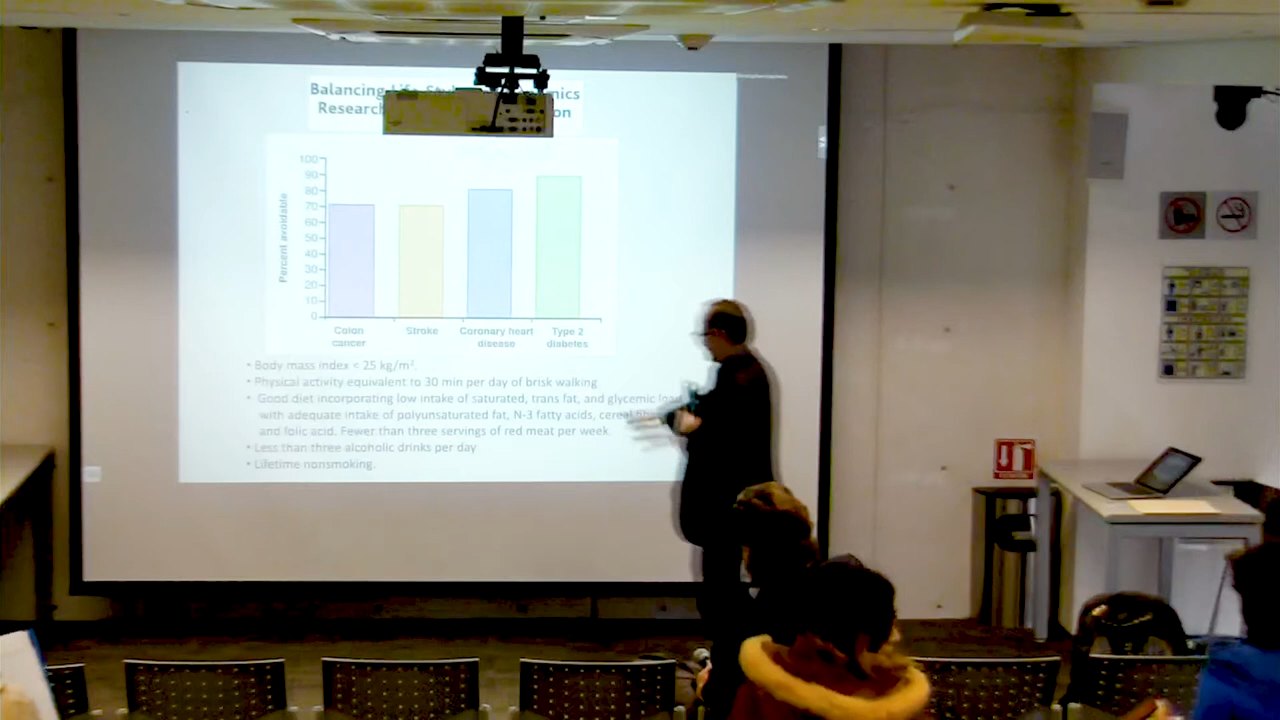 Balancing
Research
100
90
80
70
60
50
40
30
20
10
0
Percent avoidable
Colon cancer
Stroke
Coronary heart disease
Type 2 diabetes
• Body mass index < 25 kg/m².
• Physical activity equivalent to 30 min per day of brisk walking
• Good diet incorporating low intake of saturated, trans fat, and glycemic
with adequate intake of polyunsaturated fat, N-3 fatty acids,
and folic acid. Fewer than three servings of red meat per week.
• Less than three alcoholic drinks per day
• Lifetime nonsmoking.